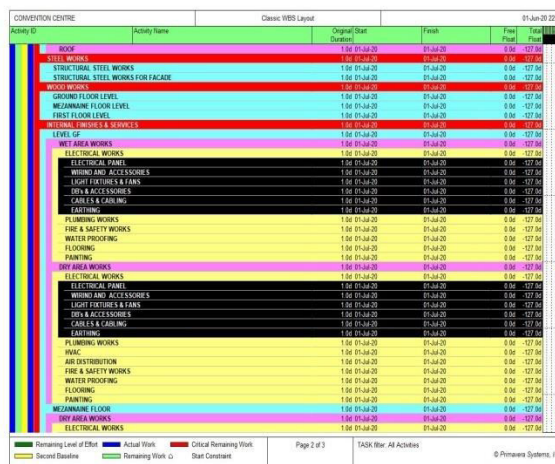 CONVENTION CENTRE Classic WBS Layout 01-Jun-20 22
Activity ID Activity Name Original Duration Start Finish Free Float Total Float
ROOF 1.0d 01-Jul-20 01-Jul-20 0.0d -127.0d
STEEL WORKS 1.0d 01-Jul-20 01-Jul-20 0.0d -127.0d
STRUCTURAL STEEL WORKS 1.0d 01-Jul-20 01-Jul-20 0.0d -127.0d
STRUCTURAL STEEL WORKS FOR FACADE 1.0d 01-Jul-20 01-Jul-20 0.0d -127.0d
WOOD WORKS 1.0d 01-Jul-20 01-Jul-20 0.0d -127.0d
GROUND FLOOR LEVEL 1.0d 01-Jul-20 01-Jul-20 0.0d -127.0d
MEZANNAINE FLOOR LEVEL 1.0d 01-Jul-20 01-Jul-20 0.0d -127.0d
FIRST FLOOR LEVEL 1.0d 01-Jul-20 01-Jul-20 0.0d -127.0d
INTERNAL FINISHES & SERVICES 1.0d 01-Jul-20 01-Jul-20 0.0d -127.0d
LEVEL GF 1.0d 01-Jul-20 01-Jul-20 0.0d -127.0d
WET AREA WORKS 1.0d 01-Jul-20 01-Jul-20 0.0d -127.0d
ELECTRICAL WORKS 1.0d 01-Jul-20 01-Jul-20 0.0d -127.0d
ELECTRICAL PANEL 1.0d 01-Jul-20 01-Jul-20 0.0d -127.0d
WIRIND AND ACCESSORIES 1.0d 01-Jul-20 01-Jul-20 0.0d -127.0d
LIGHT FIXTURES & FANS 1.0d 01-Jul-20 01-Jul-20 0.0d -127.0d
DB's & ACCESSORIES 1.0d 01-Jul-20 01-Jul-20 0.0d -127.0d
CABLES & CABLING 1.0d 01-Jul-20 01-Jul-20 0.0d -127.0d
EARTHING 1.0d 01-Jul-20 01-Jul-20 0.0d -127.0d
PLUMBING WORKS 1.0d 01-Jul-20 01-Jul-20 0.0d -127.0d
FIRE & SAFETY WORKS 1.0d 01-Jul-20 01-Jul-20 0.0d -127.0d
WATER PROOFING 1.0d 01-Jul-20 01-Jul-20 0.0d -127.0d
FLOORING 1.0d 01-Jul-20 01-Jul-20 0.0d -127.0d
PAINTING 1.0d 01-Jul-20 01-Jul-20 0.0d -127.0d
DRY AREA WORKS 1.0d 01-Jul-20 01-Jul-20 0.0d -127.0d
ELECTRICAL WORKS 1.0d 01-Jul-20 01-Jul-20 0.0d -127.0d
ELECTRICAL PANEL 1.0d 01-Jul-20 01-Jul-20 0.0d -127.0d
WIRIND AND ACCESSORIES 1.0d 01-Jul-20 01-Jul-20 0.0d -127.0d
LIGHT FIXTURES & FANS 1.0d 01-Jul-20 01-Jul-20 0.0d -127.0d
DB's & ACCESSORIES 1.0d 01-Jul-20 01-Jul-20 0.0d -127.0d
CABLES & CABLING 1.0d 01-Jul-20 01-Jul-20 0.0d -127.0d
EARTHING 1.0d 01-Jul-20 01-Jul-20 0.0d -127.0d
PLUMBING WORKS 1.0d 01-Jul-20 01-Jul-20 0.0d -127.0d
HVAC 1.0d 01-Jul-20 01-Jul-20 0.0d -127.0d
AIR DISTRIBUTION 1.0d 01-Jul-20 01-Jul-20 0.0d -127.0d
FIRE & SAFETY WORKS 1.0d 01-Jul-20 01-Jul-20 0.0d -127.0d
WATER PROOFING 1.0d 01-Jul-20 01-Jul-20 0.0d -127.0d
FLOORING 1.0d 01-Jul-20 01-Jul-20 0.0d -127.0d
PAINTING 1.0d 01-Jul-20 01-Jul-20 0.0d -127.0d
MEZANNAINE FLOOR 1.0d 01-Jul-20 01-Jul-20 0.0d -127.0d
DRY AREA WORKS 1.0d 01-Jul-20 01-Jul-20 0.0d -127.0d
ELECTRICAL WORKS 1.0d 01-Jul-20 01-Jul-20 0.0d -127.0d
Remaining Level of Effort Actual Work Critical Remaining Work Page 2 of 3 TASK filter: All Activities
Second Baseline Remaining Work Start Constraint
© Primavera Systems, I